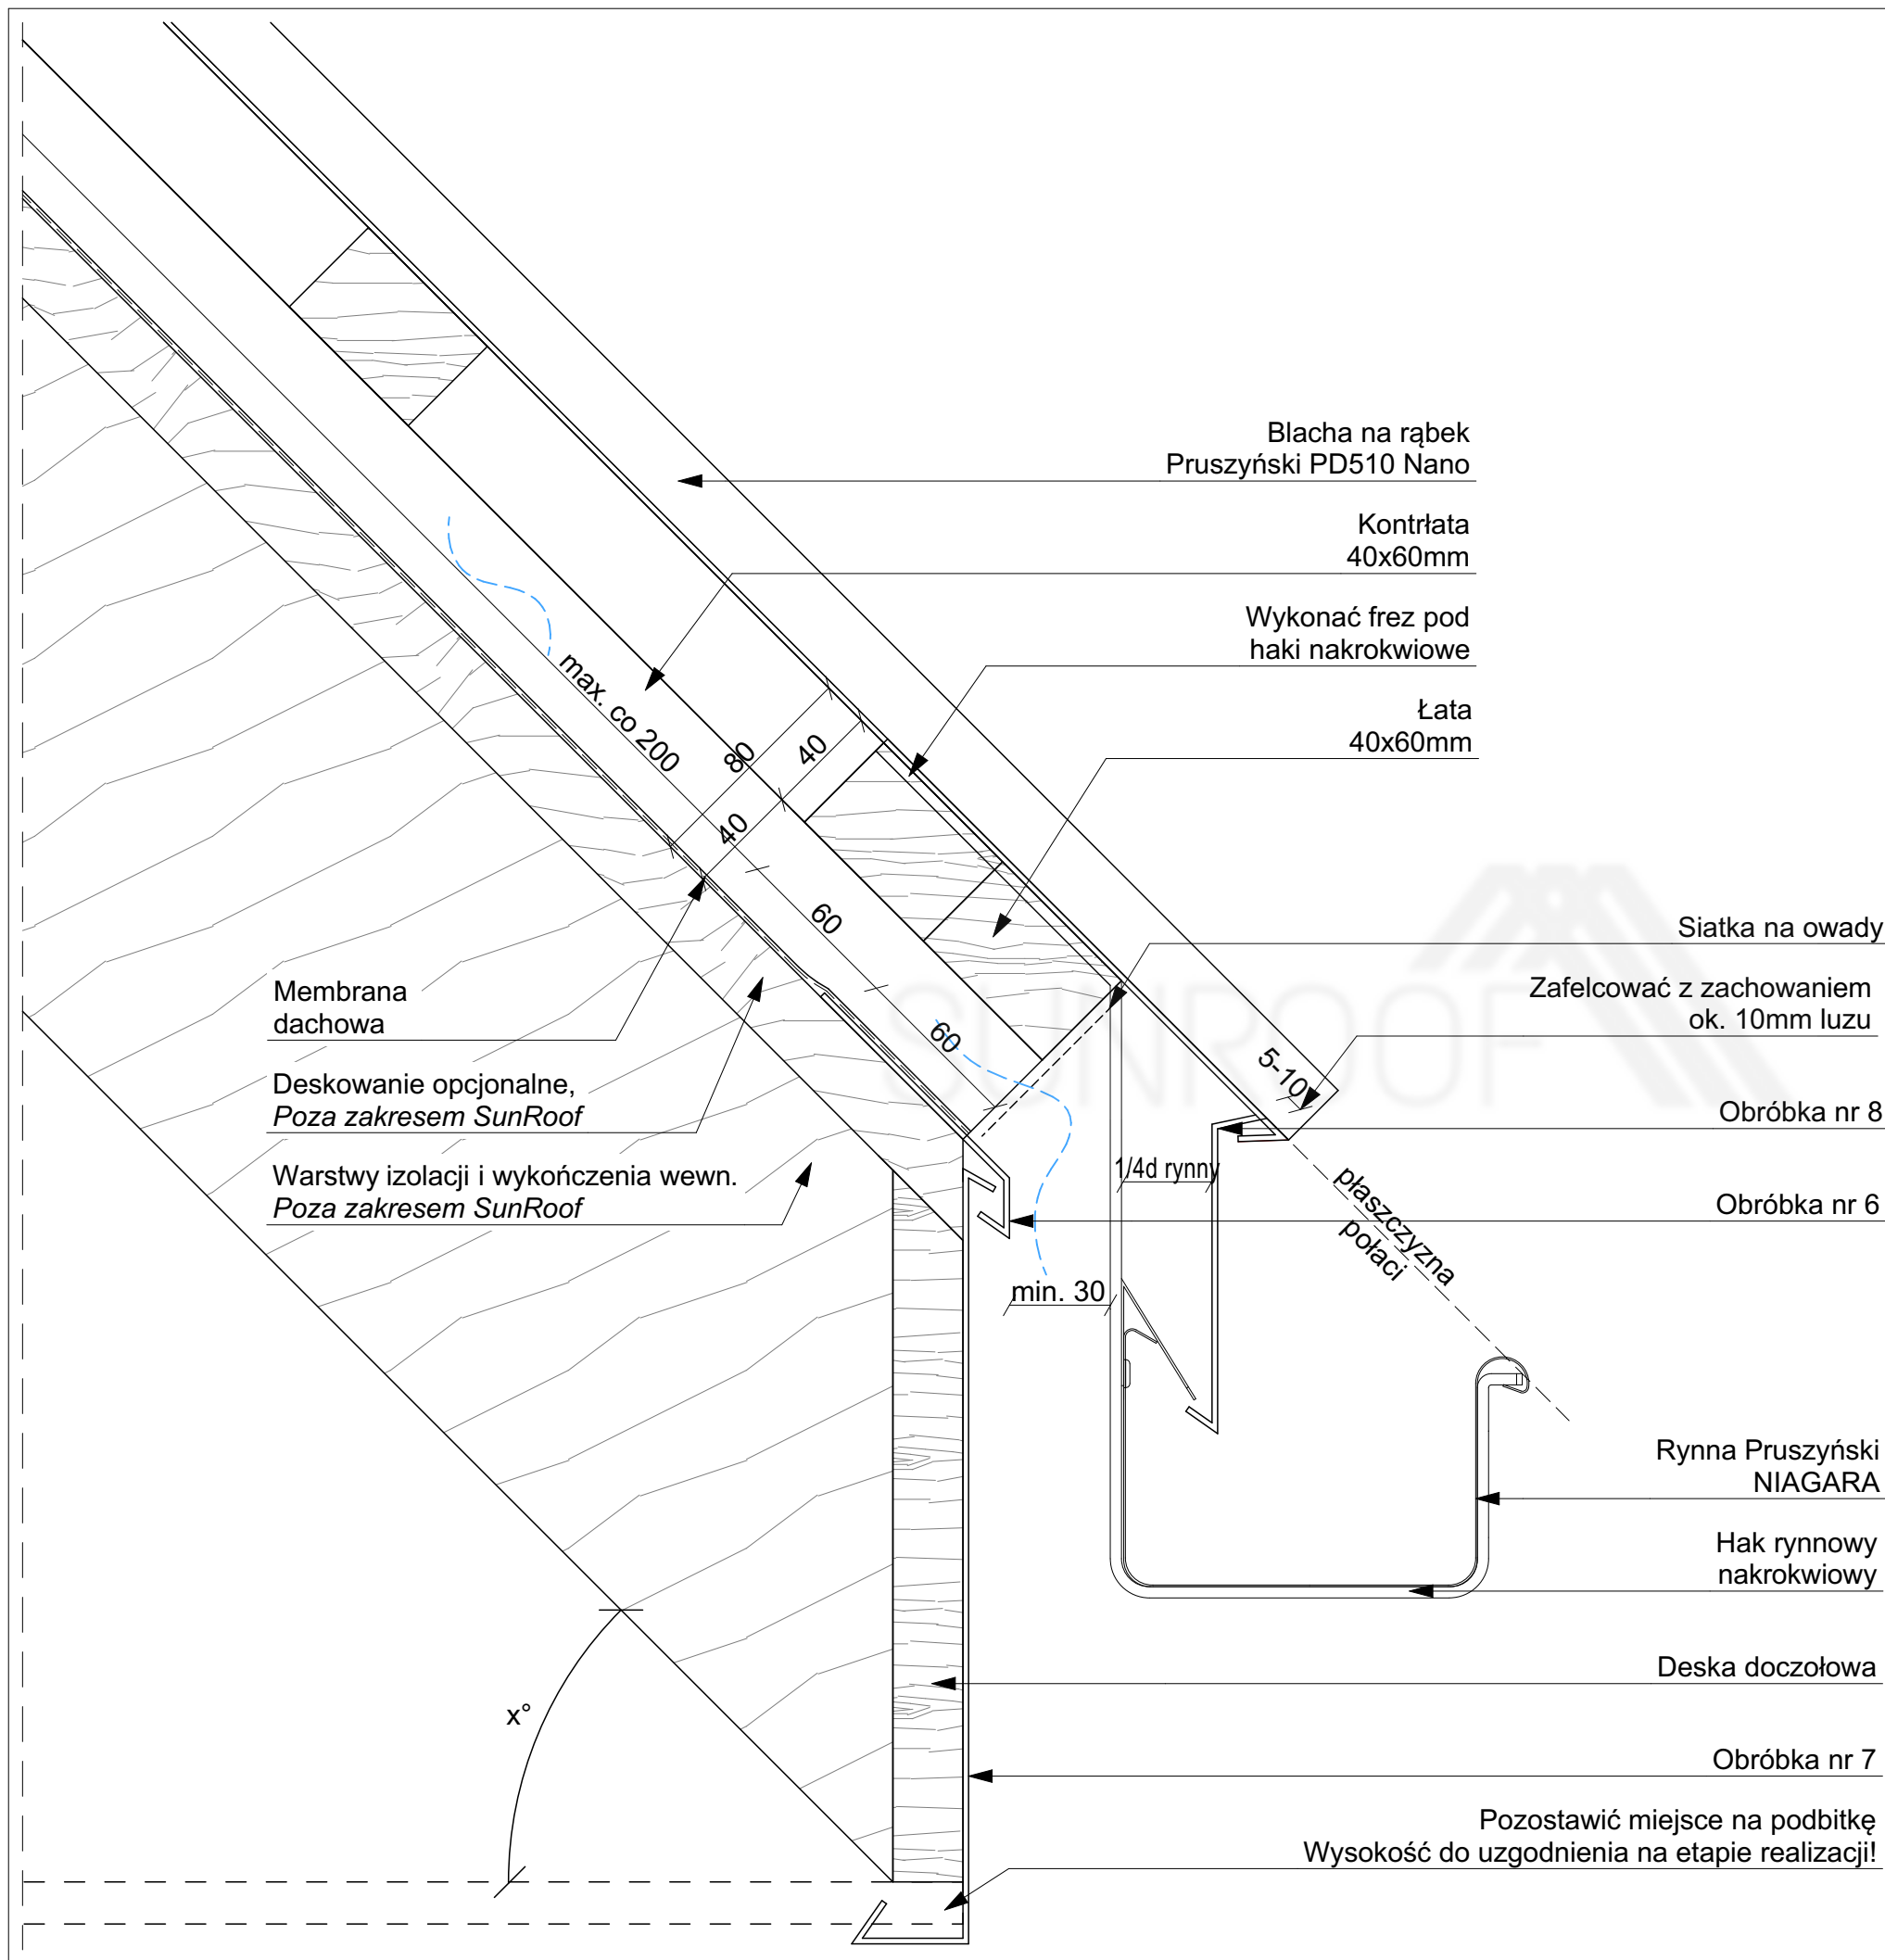 Blacha na rąbek
Pruszyński PD510 Nano
Kontrłata
40x60mm
Wykonać frez pod
haki nakrokwiowe
Łata
40x60mm
max. co 200
80
40
40
60
60
Siatka na owady
Zafelcować z zachowaniem
ok. 10mm luzu
5-10
Membrana
dachowa
Deskowanie opcjonalne,
Poza zakresem SunRoof
Warstwy izolacji i wykończenia wewn.
Poza zakresem SunRoof
SUNROOF
Obróbka nr 8
1/4d rynny
płaszczyzna
połaci
Obróbka nr 6
min. 30
Rynna Pruszyński
NIAGARA
Hak rynnowy
nakrokwiowy
Deska doczołowa
x°
Obróbka nr 7
Pozostawić miejsce na podbitkę
Wysokość do uzgodnienia na etapie realizacji!